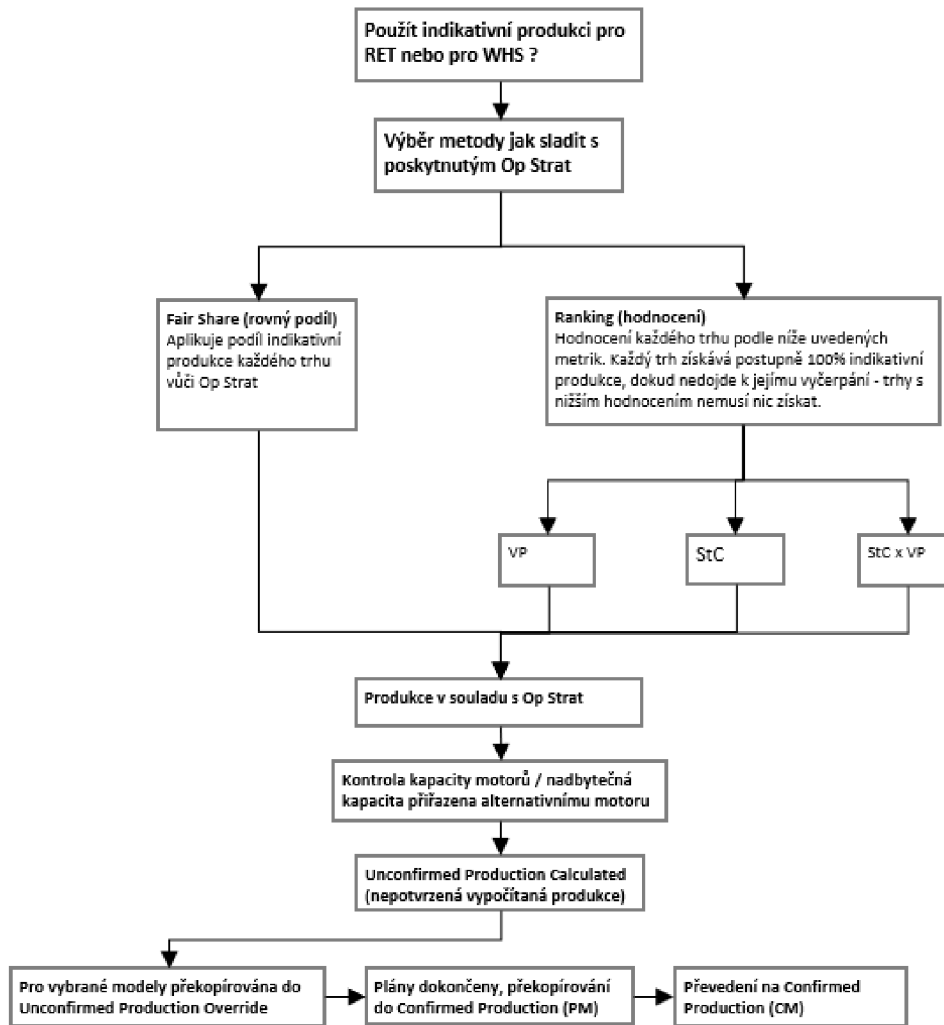 Použít indikativní produkci pro
RET nebo pro WHS ?
Výběr metody jak sladit s
poskytnutým Op Strat
Fair Share (rovný podíl)
Aplikuje podíl indikativní
produkce každého trhu
vůči Op Strat
Ranking (hodnocení)
Hodnocení každého trhu podle níže uvedených
metrik. Každý trh získává postupně 100% indikativní
produkce, dokud nedojde k jejímu vyčerpání - trhy s
nižším hodnocením nemusí nic získat.
VP
StC
StC x VP
Produkce v souladu s Op Strat
Kontrola kapacity motorů / nadbytečná
kapacita přiřazena alternativnímu motoru
Unconfirmed Production Calculated
(nepotvrzená vypočítaná produkce)
Pro vybrané modely překopírována do
Unconfirmed Production Override
Plány dokončeny, překopírování
do Confirmed Production (PM)
Převedení na Confirmed
Production (CM)